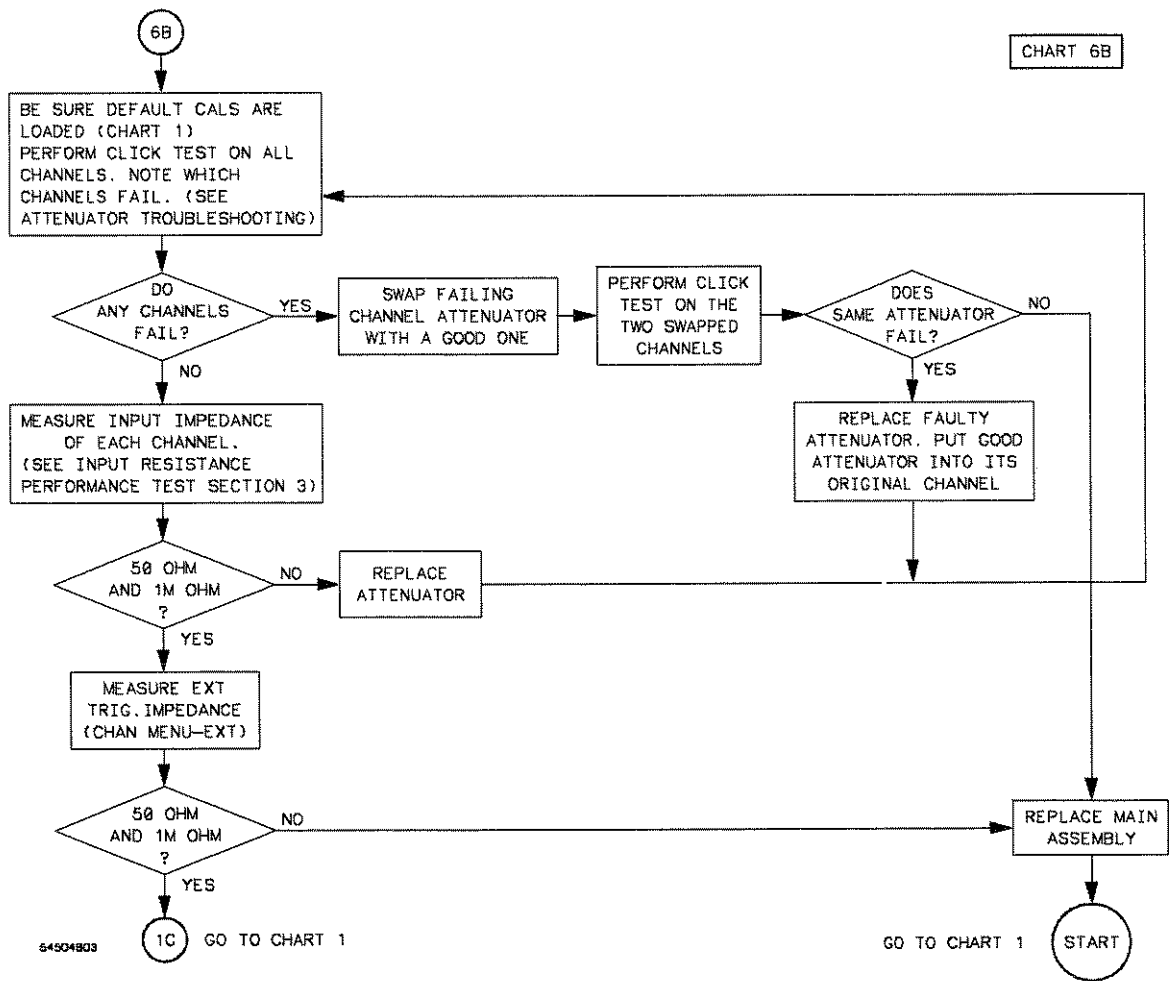 6B
CHART 6B
BE SURE DEFAULT CALS ARE
LOADED (CHART 1)
PERFORM CLICK TEST ON ALL
CHANNELS. NOTE WHICH
CHANNELS FAIL. (SEE
ATTENUATOR TROUBLESHOOTING)
DO
ANY CHANNELS
FAIL?
YES
NO
SWAP FAILING
CHANNEL ATTENUATOR
WITH A GOOD ONE
PERFORM CLICK
TEST ON THE
TWO SWAPPED
CHANNELS
DOES
SAME ATTENUATOR
FAIL?
NO
YES
REPLACE FAULTY
ATTENUATOR. PUT GOOD
ATTENUATOR INTO ITS
ORIGINAL CHANNEL
MEASURE INPUT IMPEDANCE
OF EACH CHANNEL.
(SEE INPUT RESISTANCE
PERFORMANCE TEST SECTION 3)
50 OHM
AND 1M OHM
?
NO
YES
REPLACE
ATTENUATOR
MEASURE EXT
TRIG.IMPEDANCE
(CHAN MENU-EXT)
50 OHM
AND 1M OHM
?
NO
YES
REPLACE MAIN
ASSEMBLY
54504B03
1C
GO TO CHART 1
GO TO CHART 1
START